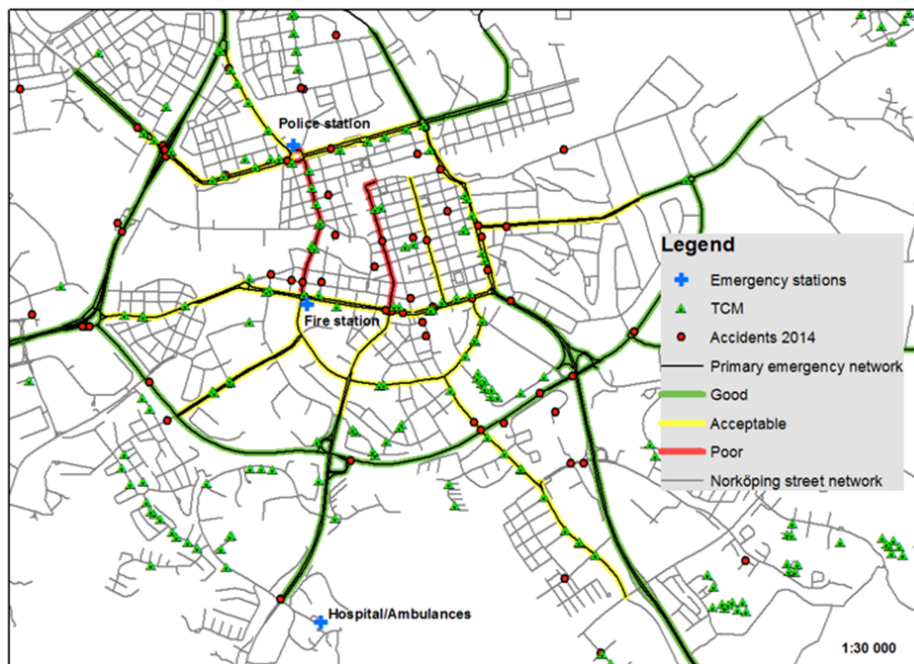 Police station
Legend
Emergency stations
TCM
Fire station
Accidents 2014
Primary emergency network
Good
Acceptable
Poor
Norköping street network
Hospital/Ambulances
1:30 000